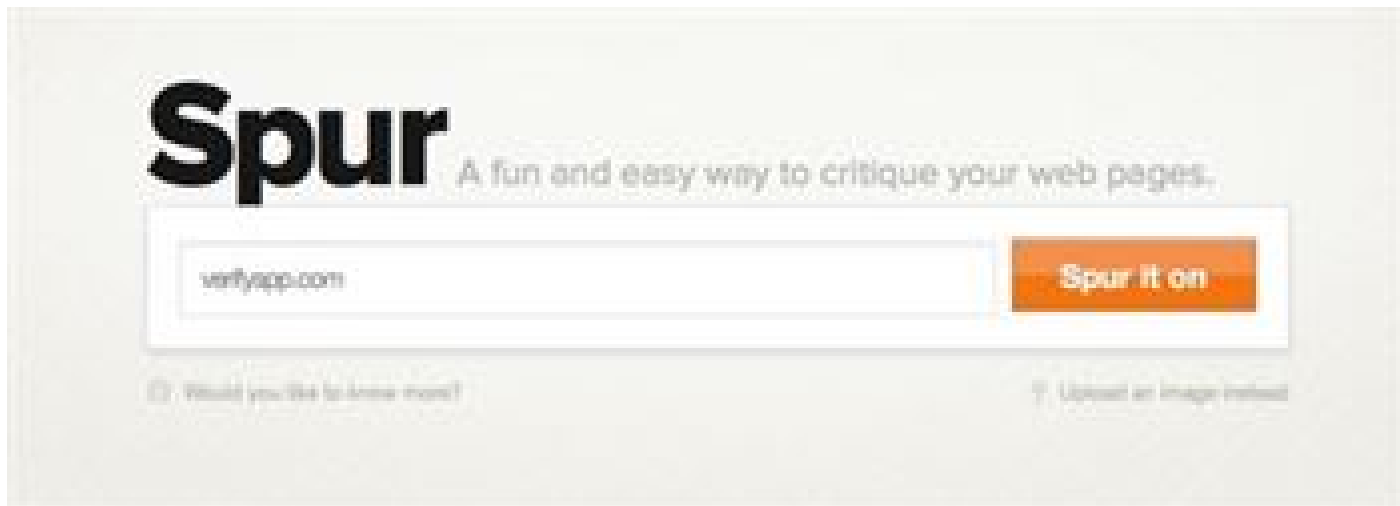 Spur
A fun and easy way to critique your web pages.
verifyapp.com
Spur it on
Would you like to know more?
Upload an image instead